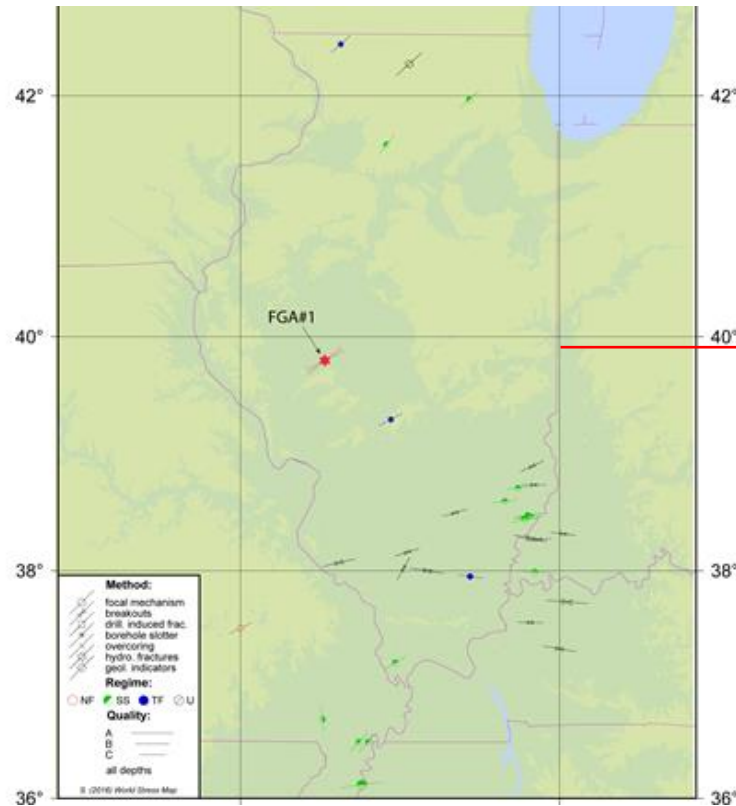 42°
42°
FGA#1
40°
40°
38°
38°
Method:
focal mechanism
breakouts
drill. induced frac.
borehole slotter
overcoring
hydro. fractures
geol. indicators
Regime:
NF SS TF U
Quality:
A
B
C
all depths
(2016) World Stress Map
36°
36°